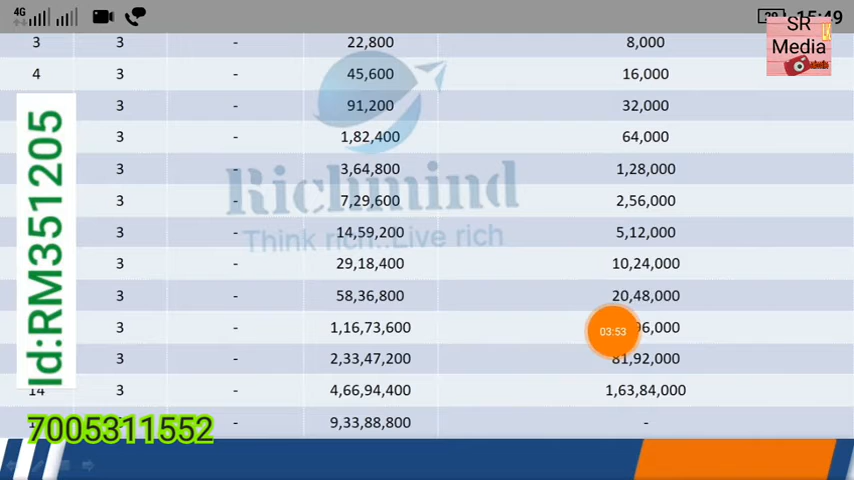 4G 15:49
SR
Media
3 3 - 22,800 8,000
4 3 - 45,600 16,000
3 - 91,200 32,000
3 - 1,82,400 64,000
3 - 3,64,800 1,28,000
3 - 7,29,600 2,56,000
3 - 14,59,200 5,12,000
3 - 29,18,400 10,24,000
3 - 58,36,800 20,48,000
3 - 1,16,73,600 96,000
3 - 2,33,47,200 81,92,000
14 3 - 4,66,94,400 1,63,84,000
- 9,33,88,800 -
Richmind
Think rich..Live rich
03:53
Id:RM351205
7005311552